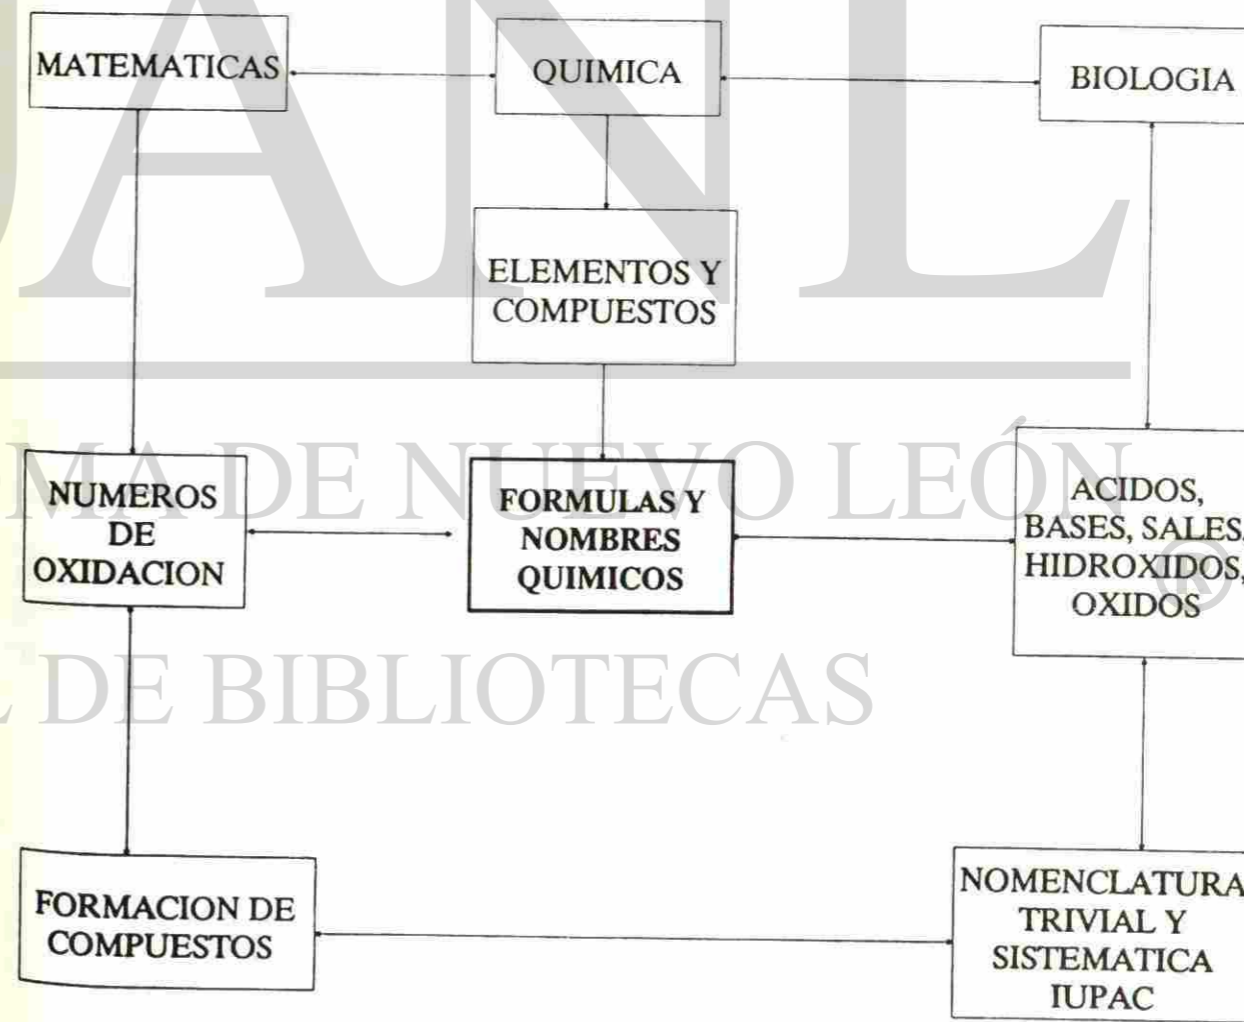 MATEMATICAS
QUIMICA
BIOLOGIA
ELEMENTOS Y
COMPUESTOS
NUMEROS
DE
OXIDACION
FORMULAS Y
NOMBRES
QUIMICOS
ACIDOS,
BASES, SALES,
HIDROXIDOS,
OXIDOS
FORMACION DE
COMPUESTOS
NOMENCLATURA
TRIVIAL Y
SISTEMATICA
IUPAC
UANL
MA DE NUEVO LEÓN
®
DE BIBLIOTECAS